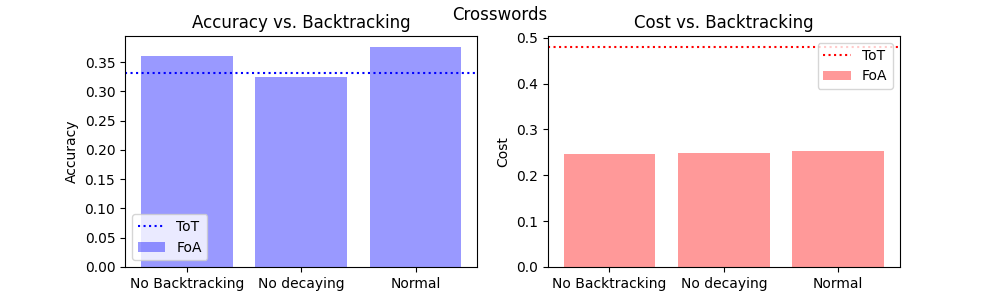 Crosswords
Accuracy vs. Backtracking
Accuracy
0.35
0.30
0.25
0.20
0.15
0.10
0.05
0.00
ToT
FoA
No Backtracking
No decaying
Normal
Cost vs. Backtracking
Cost
0.5
0.4
0.3
0.2
0.1
0.0
ToT
FoA
No Backtracking
No decaying
Normal